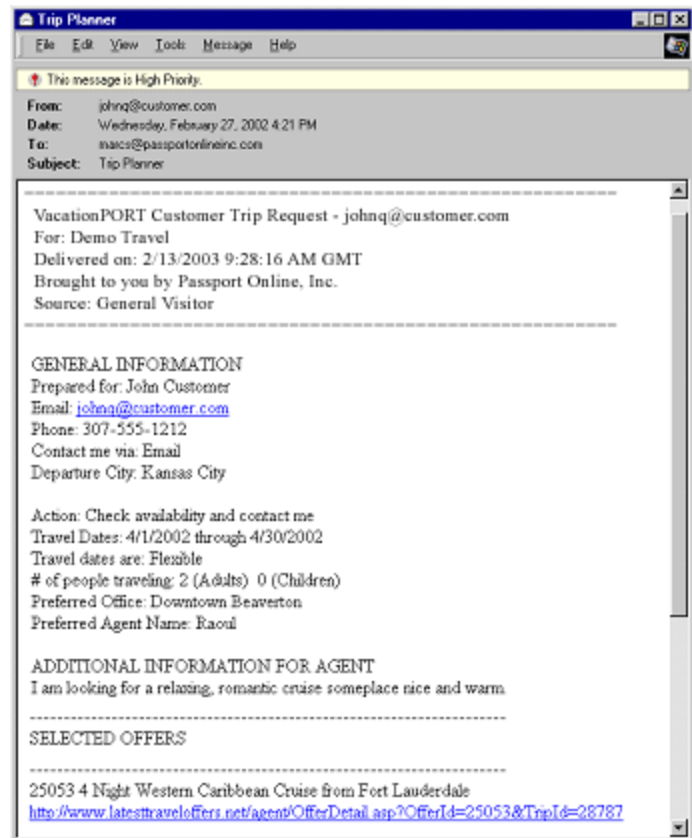 Trip Planner
File Edit View Tools Message Help
This message is High Priority.
From: johnq@customer.com
Date: Wednesday, February 27, 2002 4:21 PM
To: marcs@passportonlineinc.com
Subject: Trip Planner
VacationPORT Customer Trip Request - johnq@customer.com
For: Demo Travel
Delivered on: 2/13/2003 9:28:16 AM GMT
Brought to you by Passport Online, Inc.
Source: General Visitor
GENERAL INFORMATION
Prepared for: John Customer
Email: johnq@customer.com
Phone: 307-555-1212
Contact me via: Email
Departure City: Kansas City
Action: Check availability and contact me
Travel Dates: 4/1/2002 through 4/30/2002
Travel dates are: Flexible
# of people traveling: 2 (Adults) 0 (Children)
Preferred Office: Downtown Beaverton
Preferred Agent Name: Raoul
ADDITIONAL INFORMATION FOR AGENT
I am looking for a relaxing, romantic cruise someplace nice and warm.
--------------------------------------------------------------------
SELECTED OFFERS
--------------------------------------------------------------------
25053 4 Night Western Caribbean Cruise from Fort Lauderdale
http://www.latesttraveloffers.net/agent/OfferDetail.asp?OfferId=25053&TripId=28787